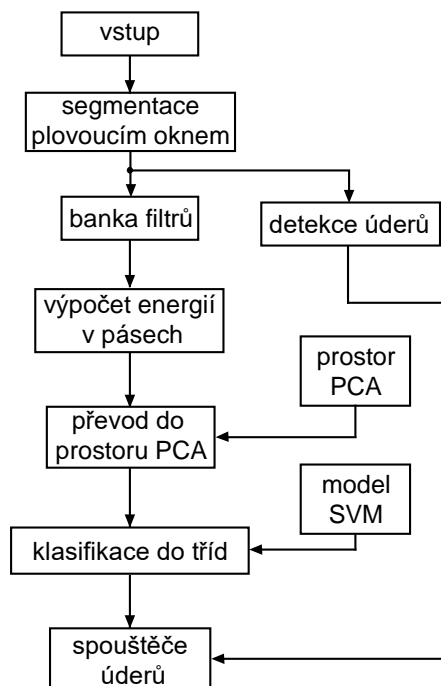 vstup
segmentace
plovoucím oknem
banka filtrů
detekce úderů
výpočet energií
v pásech
prostor
PCA
převod do
prostoru PCA
model
SVM
klasifikace do tříd
spouštěče
úderů